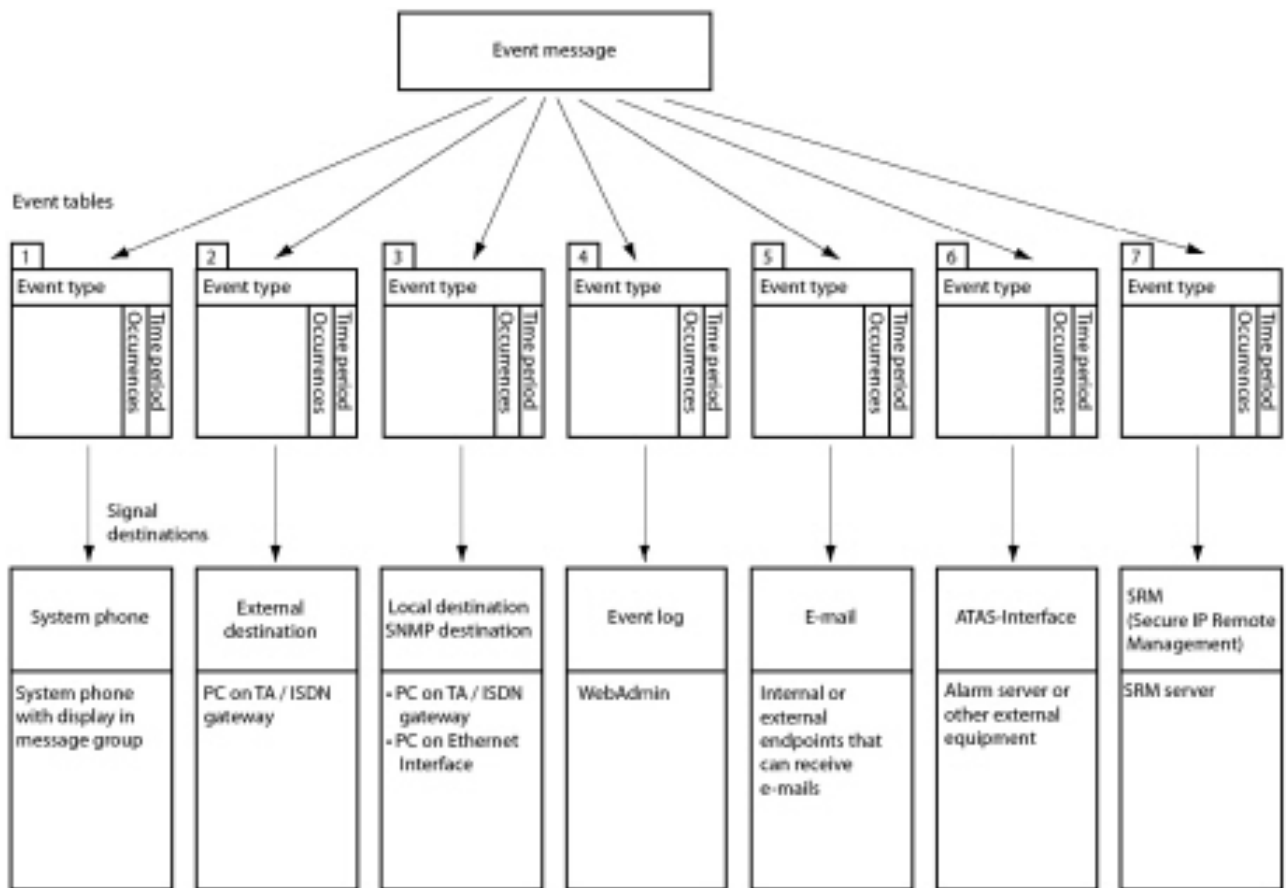 Event message
Event tables
1
Event type
Occurrences
Time period
2
Event type
Occurrences
Time period
3
Event type
Occurrences
Time period
4
Event type
Occurrences
Time period
5
Event type
Occurrences
Time period
6
Event type
Occurrences
Time period
7
Event type
Occurrences
Time period
Signal
destinations
System phone
System phone
with display in
message group
External
destination
PC on TA / ISDN
gateway
Local destination
SNMP destination
• PC on TA / ISDN
gateway
• PC on Ethernet
Interface
Event log
WebAdmin
E-mail
Internal or
external
endpoints that
can receive
e-mails
ATAS-Interface
Alarm server or
other external
equipment
SRM
(Secure IP Remote
Management)
SRM server